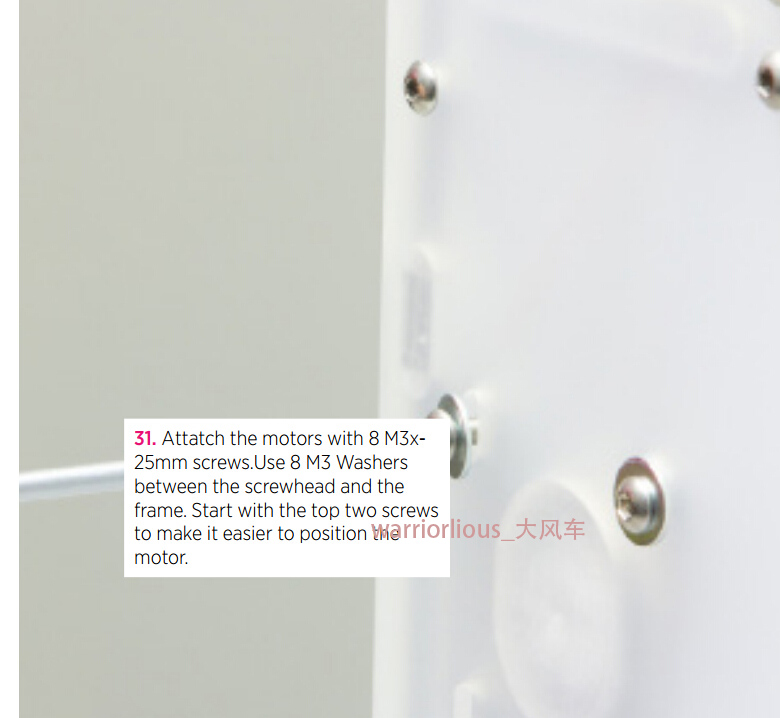 31. Attatch the motors with 8 M3x-
25mm screws.Use 8 M3 Washers
between the screwhead and the
frame. Start with the top two screws
to make it easier to position the
motor.
warriorlious_大风车